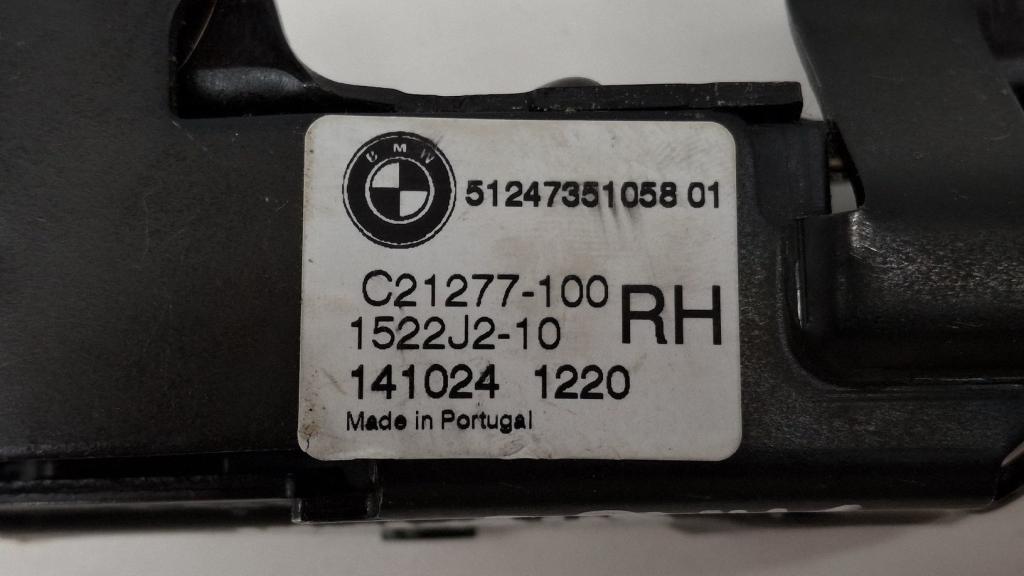 BMW
51247351058 01
C21277-100
1522J2-10
RH
141024 1220
Made in Portugal